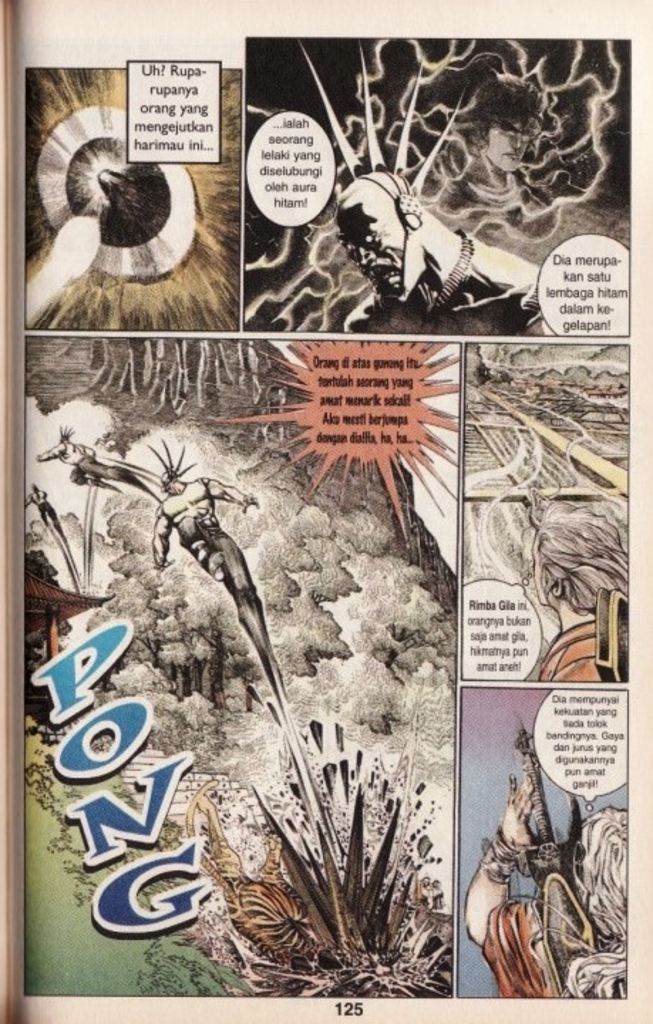 Uh? Rupa-
rupanya
orang yang
mengejutkan
harimau ini...
...ialah
seorang
lelaki yang
diselubungi
oleh aura
hitam!
Dia merupa-
kan satu
lembaga hitam
dalam ke-
gelapan!
Orang di atas gunung itu
tentulah seorang yang
amat menarik sekali!
Aku mesti berjumpa
dengan dia!Ha, ha, ha...
PONG
Rimba Gila ini,
orangnya bukan
saja amat gila,
hikmatnya pun
amat aneh!
Dia mempunyai
kekuatan yang
tiada tolok
bandingnya. Gaya
dan jurus yang
digunakannya
pun amat
ganjil!
125